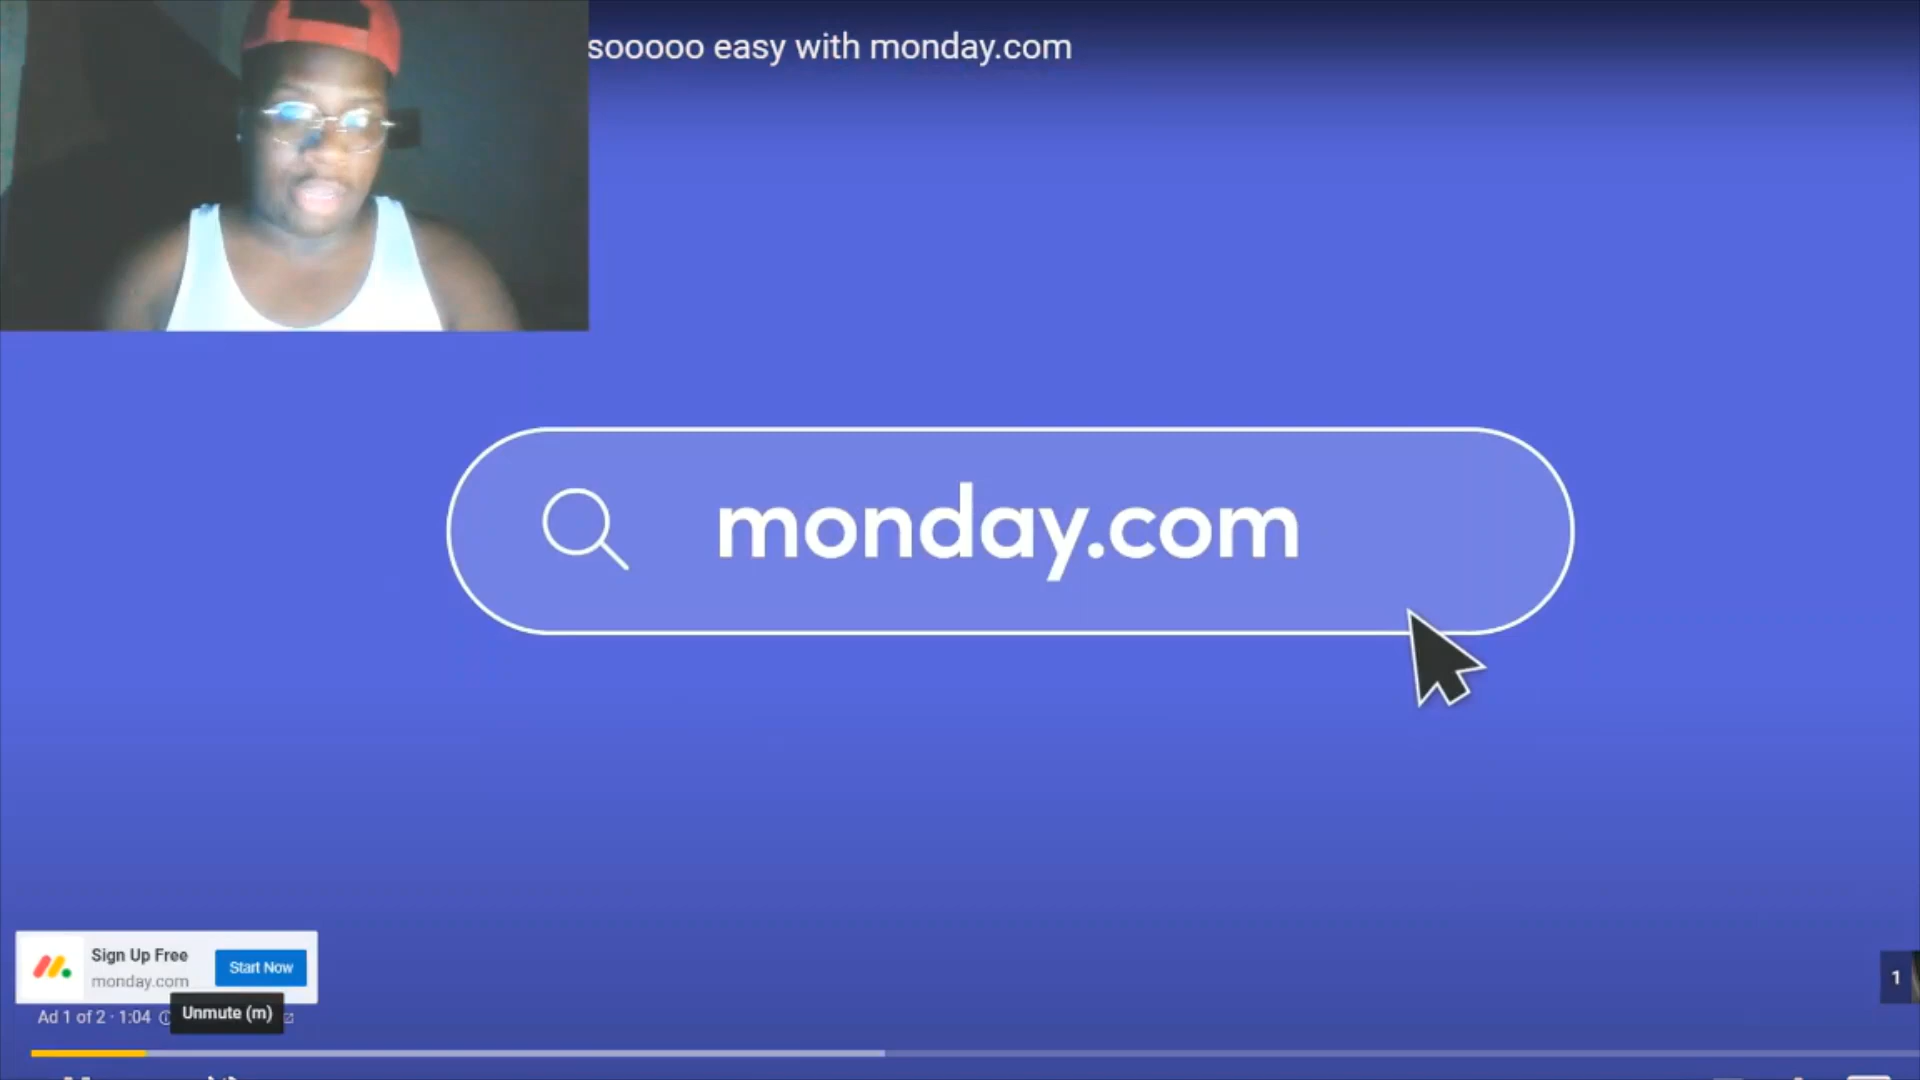 sooooo easy with monday.com
monday.com
Sign Up Free
monday.com
Start Now
Ad 1 of 2 · 1:04
Unmute (m)
1